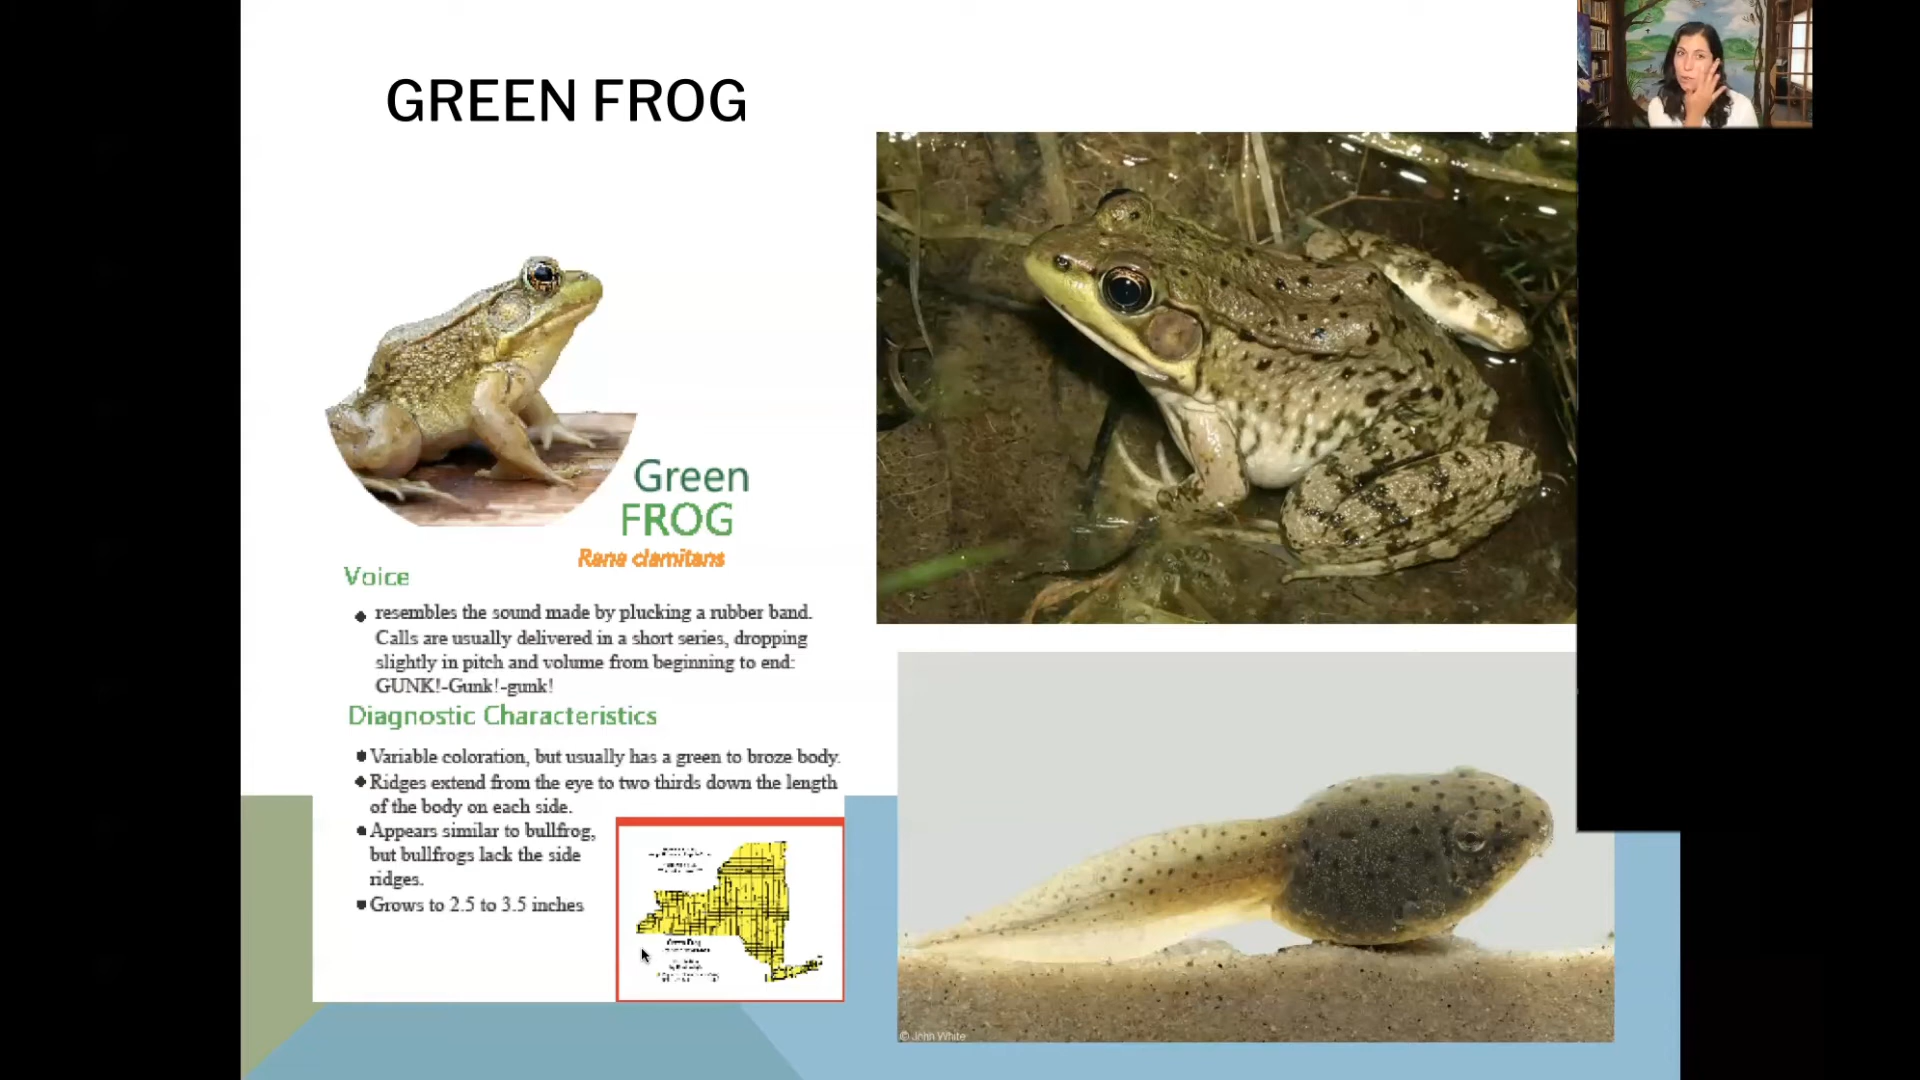 GREEN FROG
Green
FROG
Rana clamitans
Voice
resembles the sound made by plucking a rubber band.
Calls are usually delivered in a short series, dropping
slightly in pitch and volume from beginning to end:
GUNK!-Gunk!-gunk!
Diagnostic Characteristics
Variable coloration, but usually has a green to broze body.
Ridges extend from the eye to two thirds down the length
of the body on each side.
Appears similar to bullfrog,
but bullfrogs lack the side
ridges.
Grows to 2.5 to 3.5 inches
Green Frog
© John White